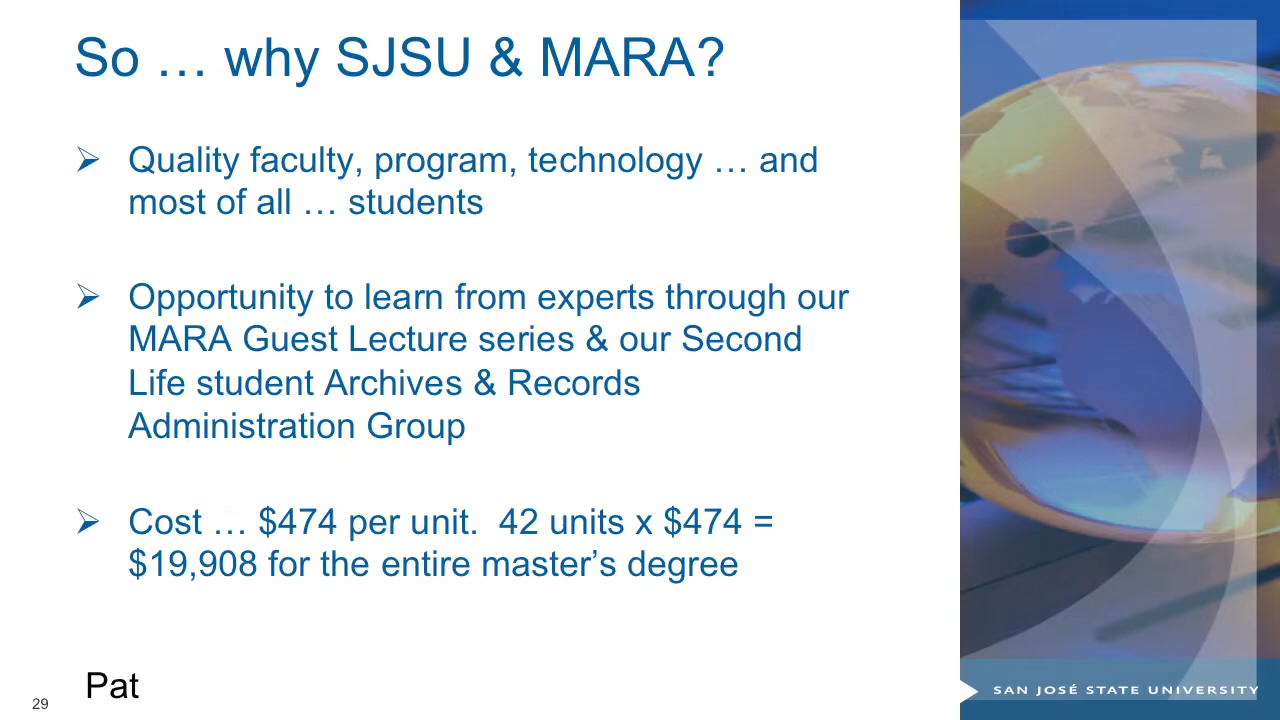 So … why SJSU & MARA?
Quality faculty, program, technology … and
most of all … students
Opportunity to learn from experts through our
MARA Guest Lecture series & our Second
Life student Archives & Records
Administration Group
Cost … $474 per unit.  42 units x $474 =
$19,908 for the entire master’s degree
Pat
29
SAN JOSÉ STATE UNIVERSITY